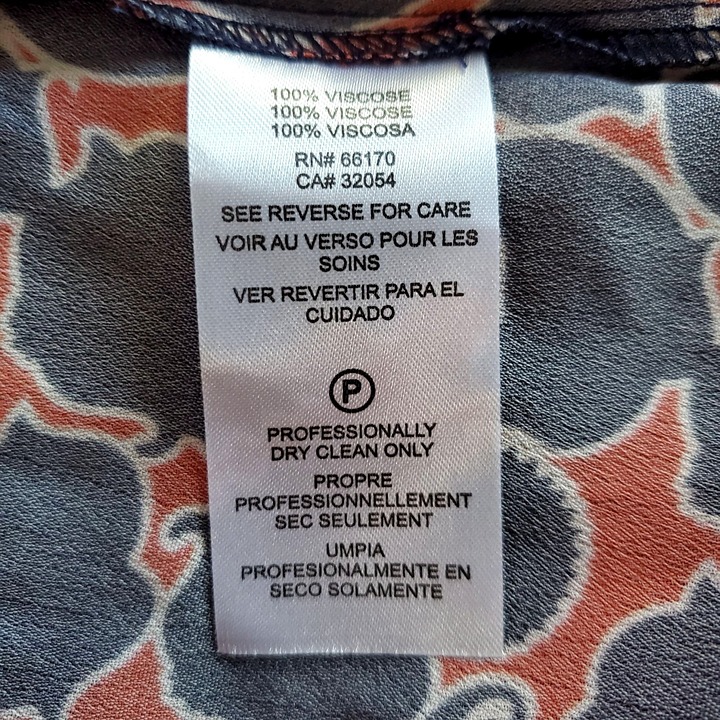 100% VISCOSE
100% VISCOSE
100% VISCOSA
RN# 66170
CA# 32054
SEE REVERSE FOR CARE
VOIR AU VERSO POUR LES
SOINS
VER REVERTIR PARA EL
CUIDADO
P
PROFESSIONALLY
DRY CLEAN ONLY
PROPRE
PROFESSIONNELLEMENT
SEC SEULEMENT
UMPIA
PROFESIONALMENTE EN
SECO SOLAMENTE